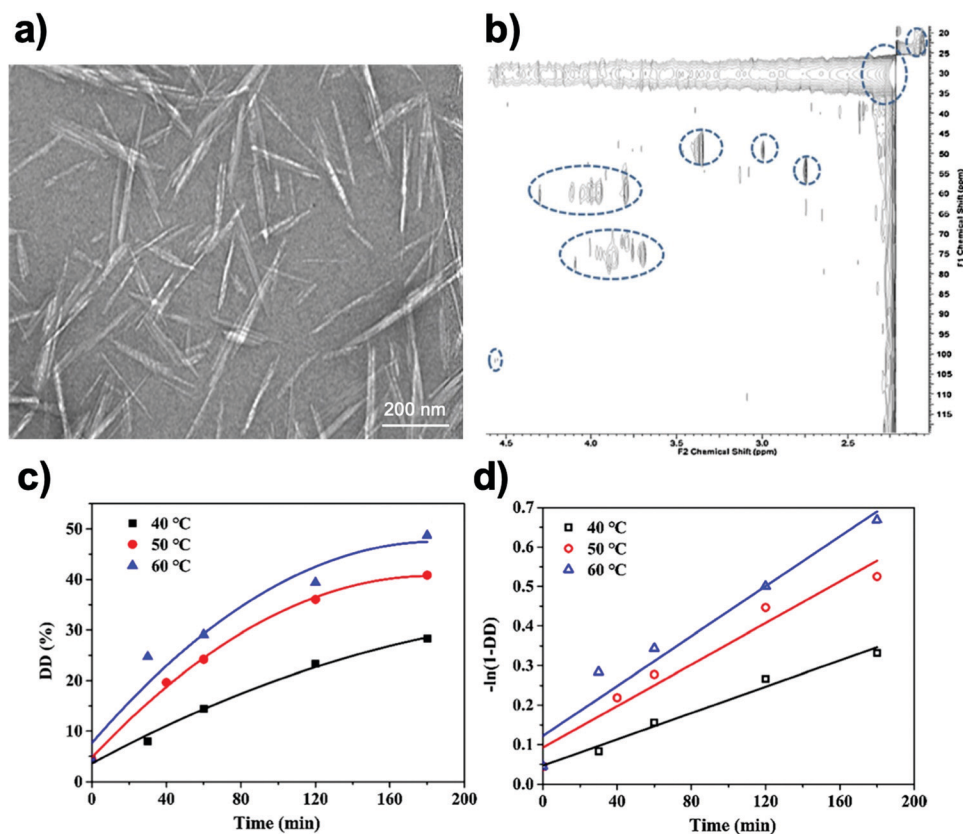 a)
200 nm
b)
20
25
30
35
40
45
50
55
60
65
70
75
80
85
90
95
100
105
110
115
F1 Chemical Shift (ppm)
4.5 4.0 3.5 3.0 2.5
F2 Chemical Shift (ppm)
c)
DD (%)
50
40
30
20
10
0
40 °C
50 °C
60 °C
0 40 80 120 160 200
Time (min)
d)
-ln(1-DD)
0.7
0.6
0.5
0.4
0.3
0.2
0.1
0.0
40 °C
50 °C
60 °C
0 40 80 120 160 200
Time (min)